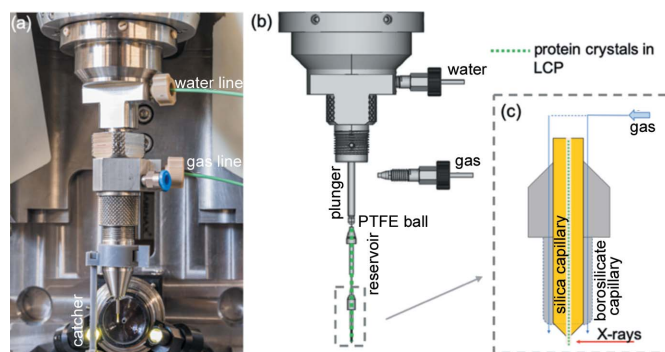 (a)
water line
gas line
catcher
(b)
water
gas
plunger
PTFE ball
reservoir
protein crystals in
LCP
(c)
gas
silica capillary
borosilicate
capillary
X-rays